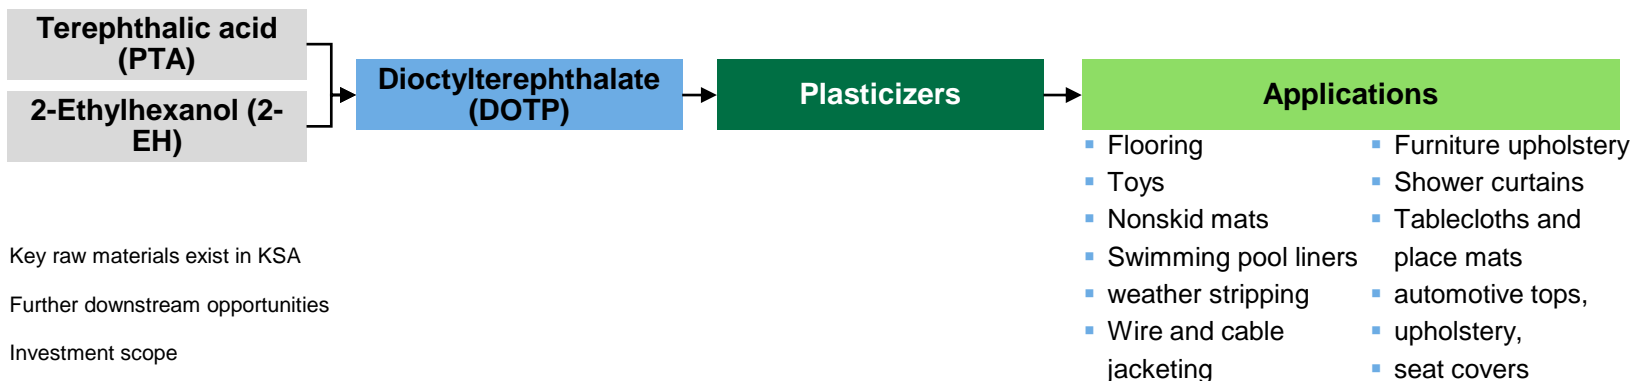 Terephthalic acid
(PTA)
2-Ethylhexanol (2-
EH)
Dioctylterephthalate
(DOTP)
Plasticizers
Applications
Flooring
Toys
Nonskid mats
Swimming pool liners
weather stripping
Wire and cable
jacketing
Furniture upholstery
Shower curtains
Tablecloths and
place mats
automotive tops,
upholstery,
seat covers
Key raw materials exist in KSA
Further downstream opportunities
Investment scope